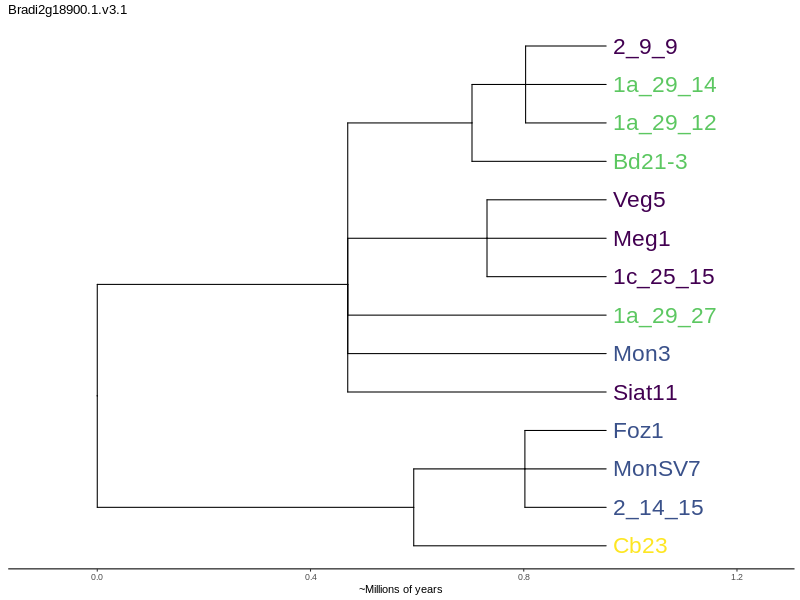 Bradi2g18900.1.v3.1
2_9_9
1a_29_14
1a_29_12
Bd21-3
Veg5
Meg1
1c_25_15
1a_29_27
Mon3
Siat11
Foz1
MonSV7
2_14_15
Cb23
0.0 0.4 0.8 1.2
~Millions of years